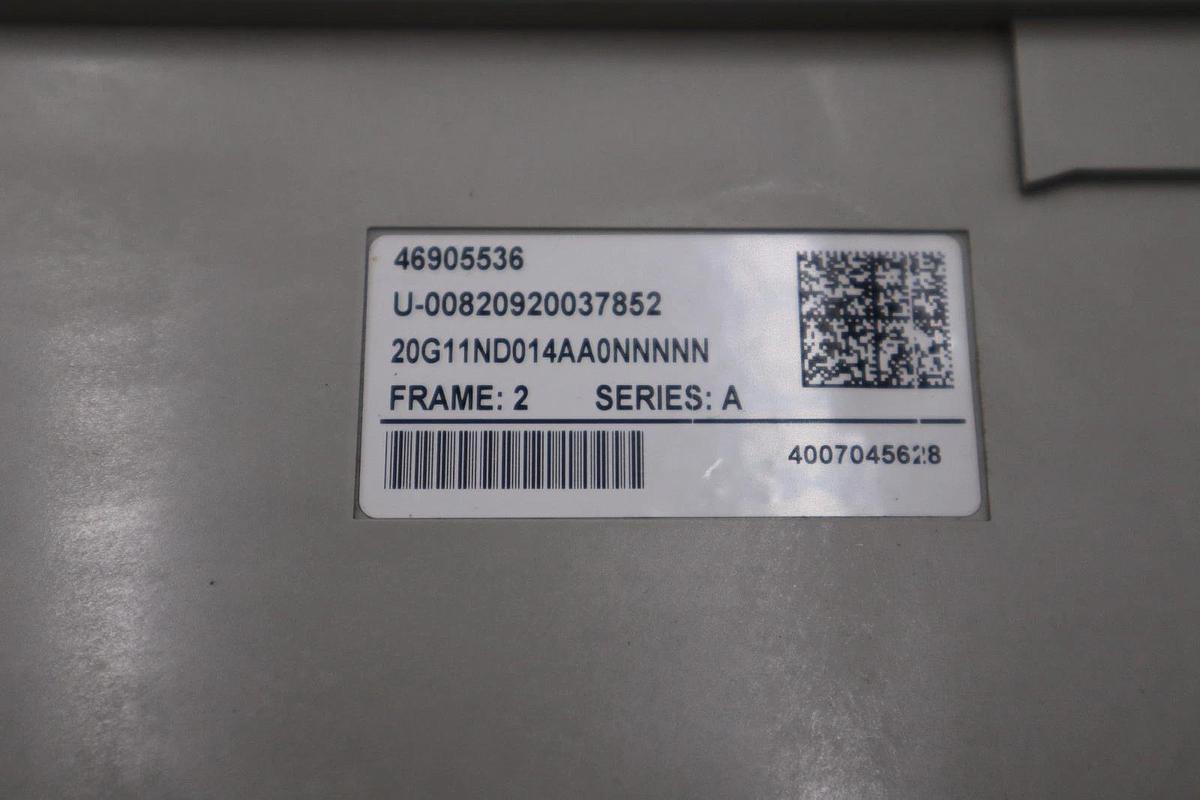 46905536
U-00820920037852
20G11ND014AA0NNNNN
FRAME: 2 SERIES: A
4007045628